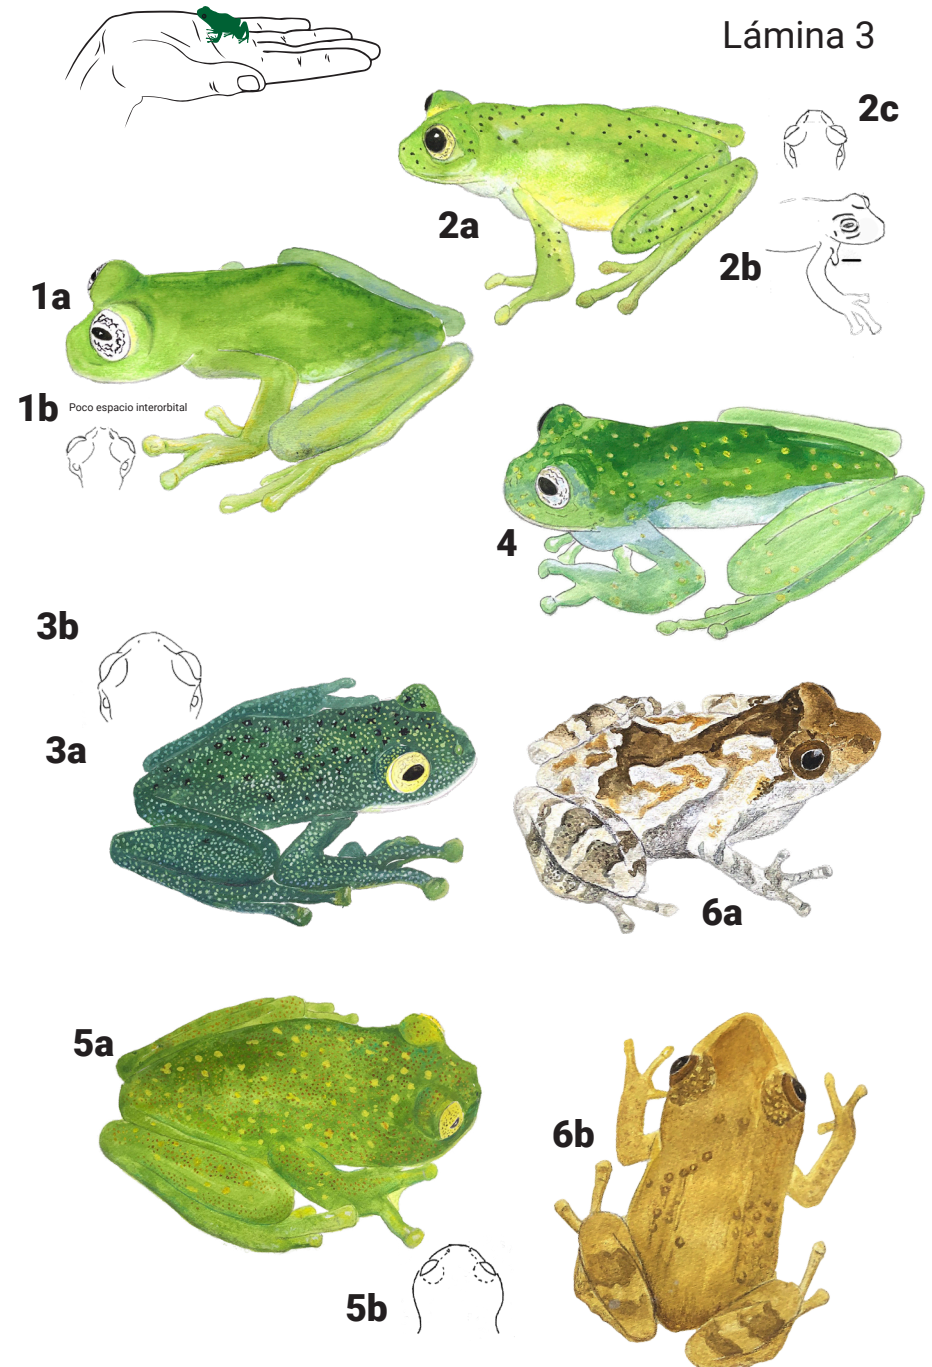 Lámina 3
2c
2a
2b
1a
1b Poco espacio interorbital
4
3b
3a
6a
5a
6b
5b